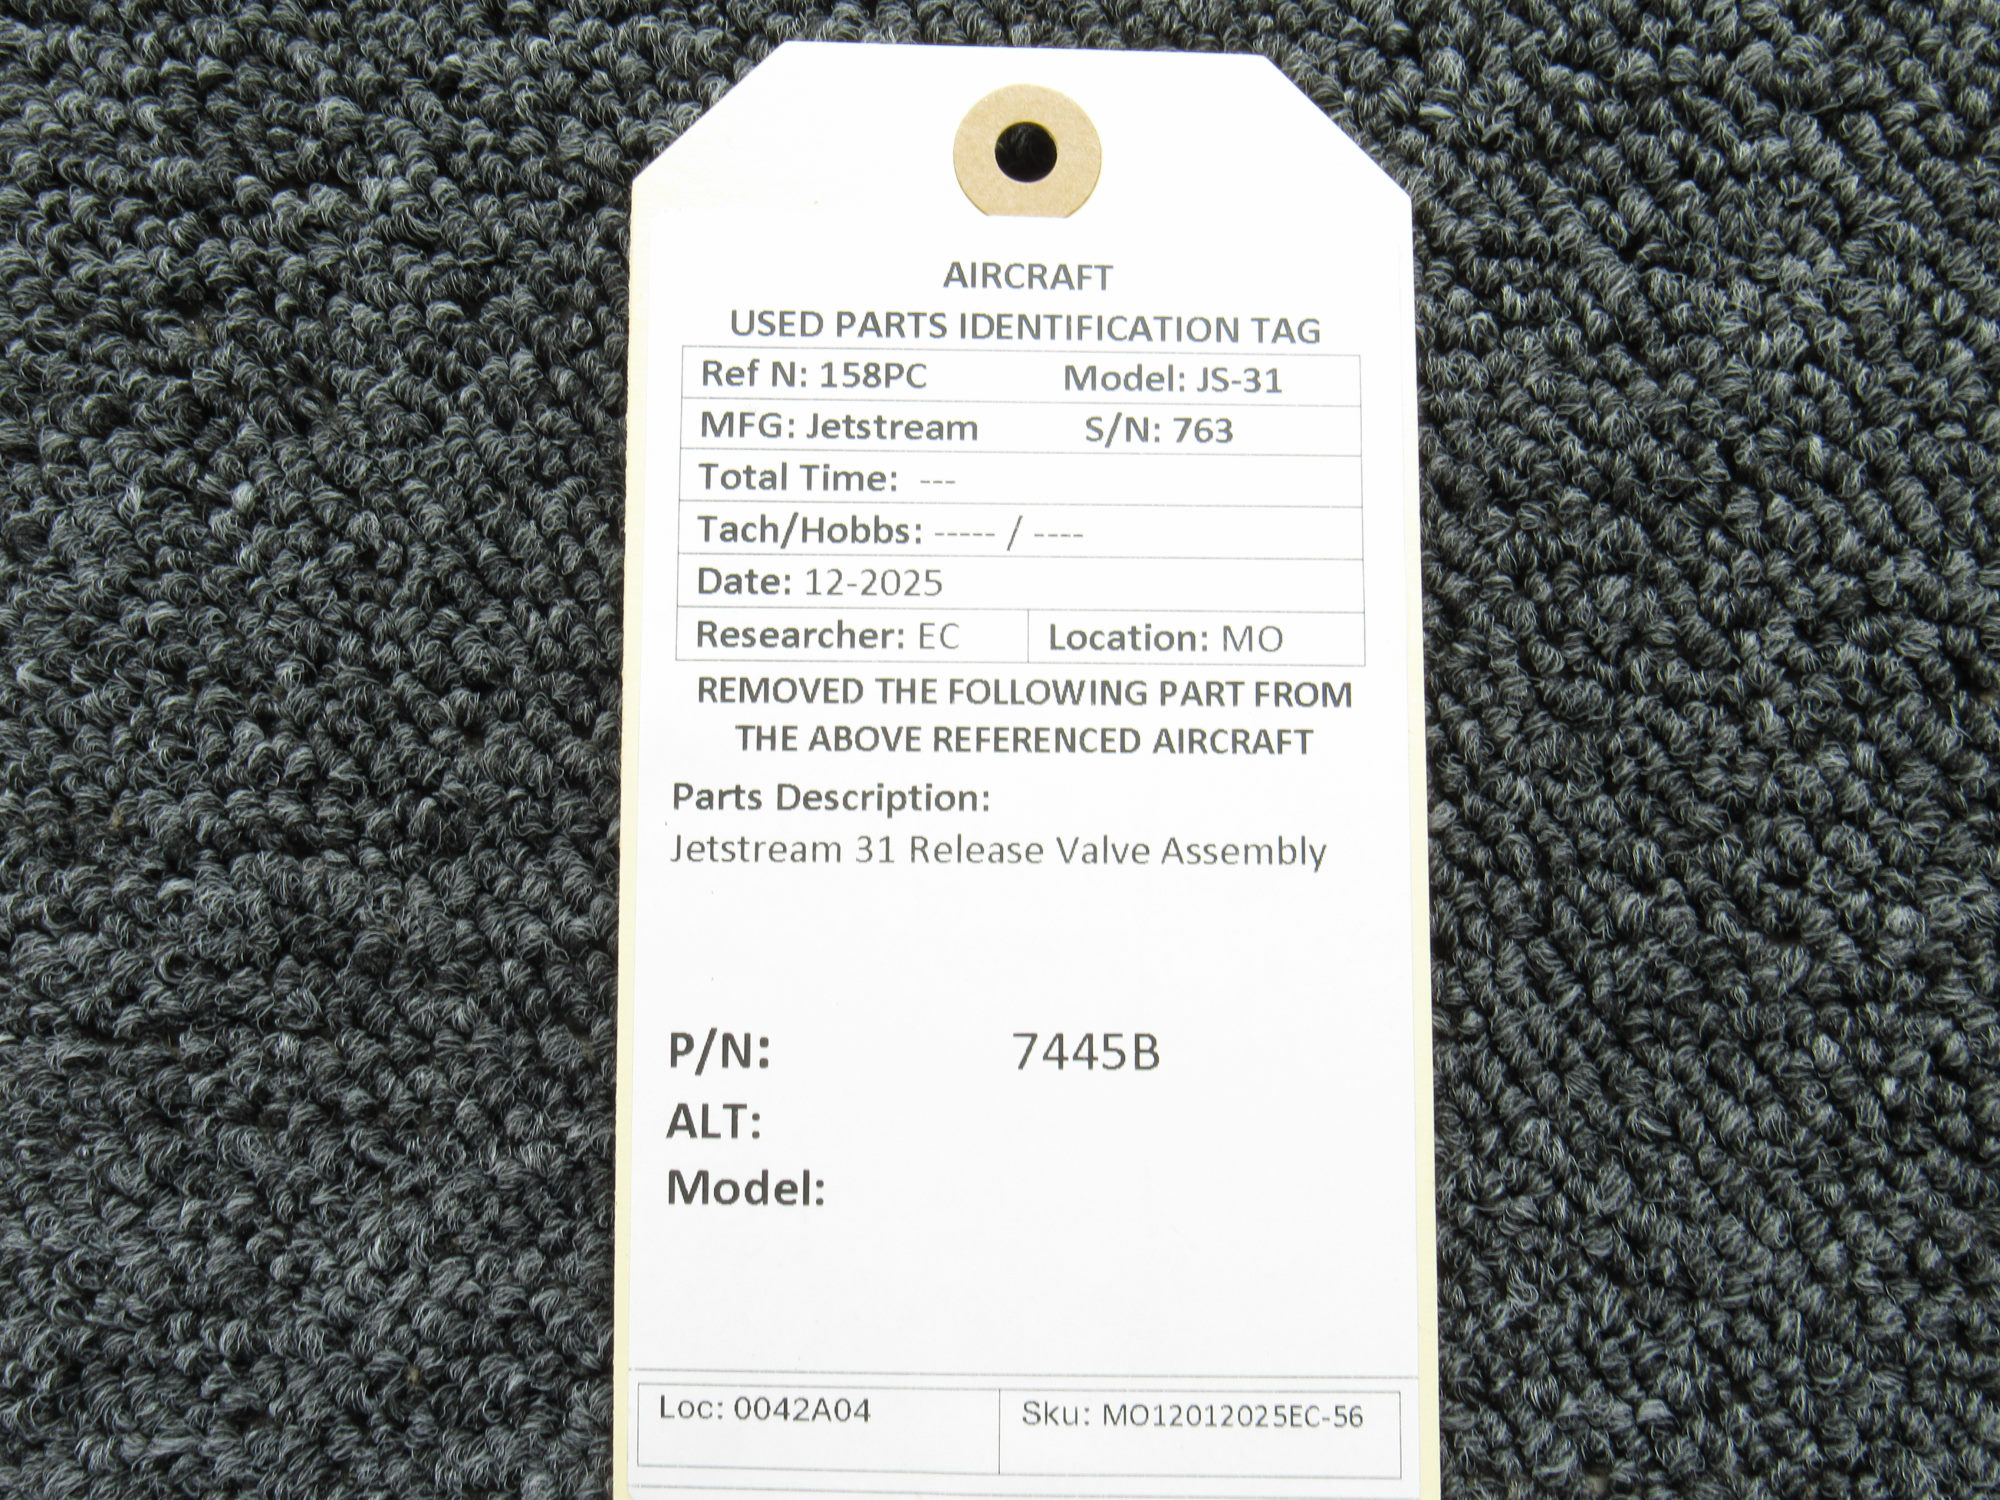 AIRCRAFT
USED PARTS IDENTIFICATION TAG
Ref N: 158PC Model: JS-31
MFG: Jetstream S/N: 763
Total Time: ---
Tach/Hobbs: ----- / ----
Date: 12-2025
Researcher: EC Location: MO
REMOVED THE FOLLOWING PART FROM
THE ABOVE REFERENCED AIRCRAFT
Parts Description:
Jetstream 31 Release Valve Assembly
P/N: 7445B
ALT:
Model:
Loc: 0042A04 Sku: MO12012025EC-56